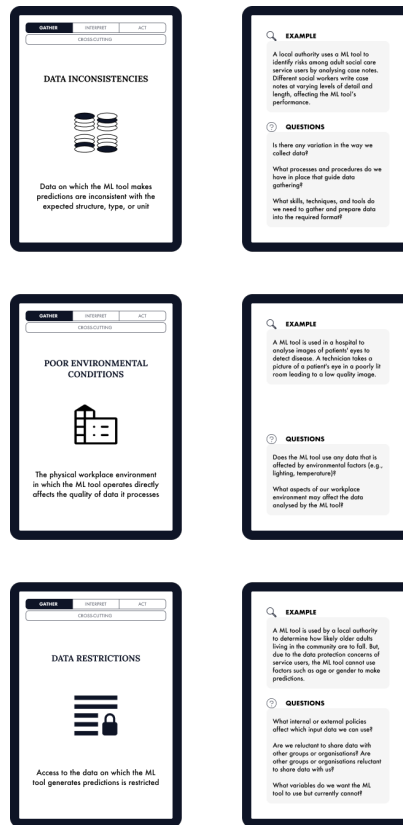 GATHER INTERPRET ACT
CROSS-CUTTING
DATA INCONSISTENCIES
Data on which the ML tool makes
predictions are inconsistent with the
expected structure, type, or unit
EXAMPLE
A local authority uses a ML tool to
identify risks among adult social care
service users by analysing case notes.
Different social workers write case
notes at varying levels of detail and
length, affecting the ML tool's
performance.
? QUESTIONS
Is there any variation in the way we
collect data?
What processes and procedures do we
have in place that guide data
gathering?
What skills, techniques, and tools do
we need to gather and prepare data
into the required format?
GATHER INTERPRET ACT
CROSS-CUTTING
POOR ENVIRONMENTAL
CONDITIONS
The physical workplace environment
in which the ML tool operates directly
affects the quality of data it processes
EXAMPLE
A ML tool is used in a hospital to
analyse images of patients' eyes to
detect disease. A technician takes a
picture of a patient's eye in a poorly lit
room leading to a low quality image.
? QUESTIONS
Does the ML tool use any data that is
affected by environmental factors (e.g.,
lighting, temperature)?
What aspects of our workplace
environment may affect the data
analysed by the ML tool?
GATHER INTERPRET ACT
CROSS-CUTTING
DATA RESTRICTIONS
Access to the data on which the ML
tool generates predictions is restricted
EXAMPLE
A ML tool is used by a local authority
to determine how likely older adults
living in the community are to fall. But,
due to the data protection concerns of
service users, the ML tool cannot use
factors such as age or gender to make
predictions.
? QUESTIONS
What internal or external policies
affect which input data we can use?
Are we reluctant to share data with
other groups or organisations? Are
other groups or organisations reluctant
to share data with us?
What variables do we want the ML
tool to use but currently cannot?